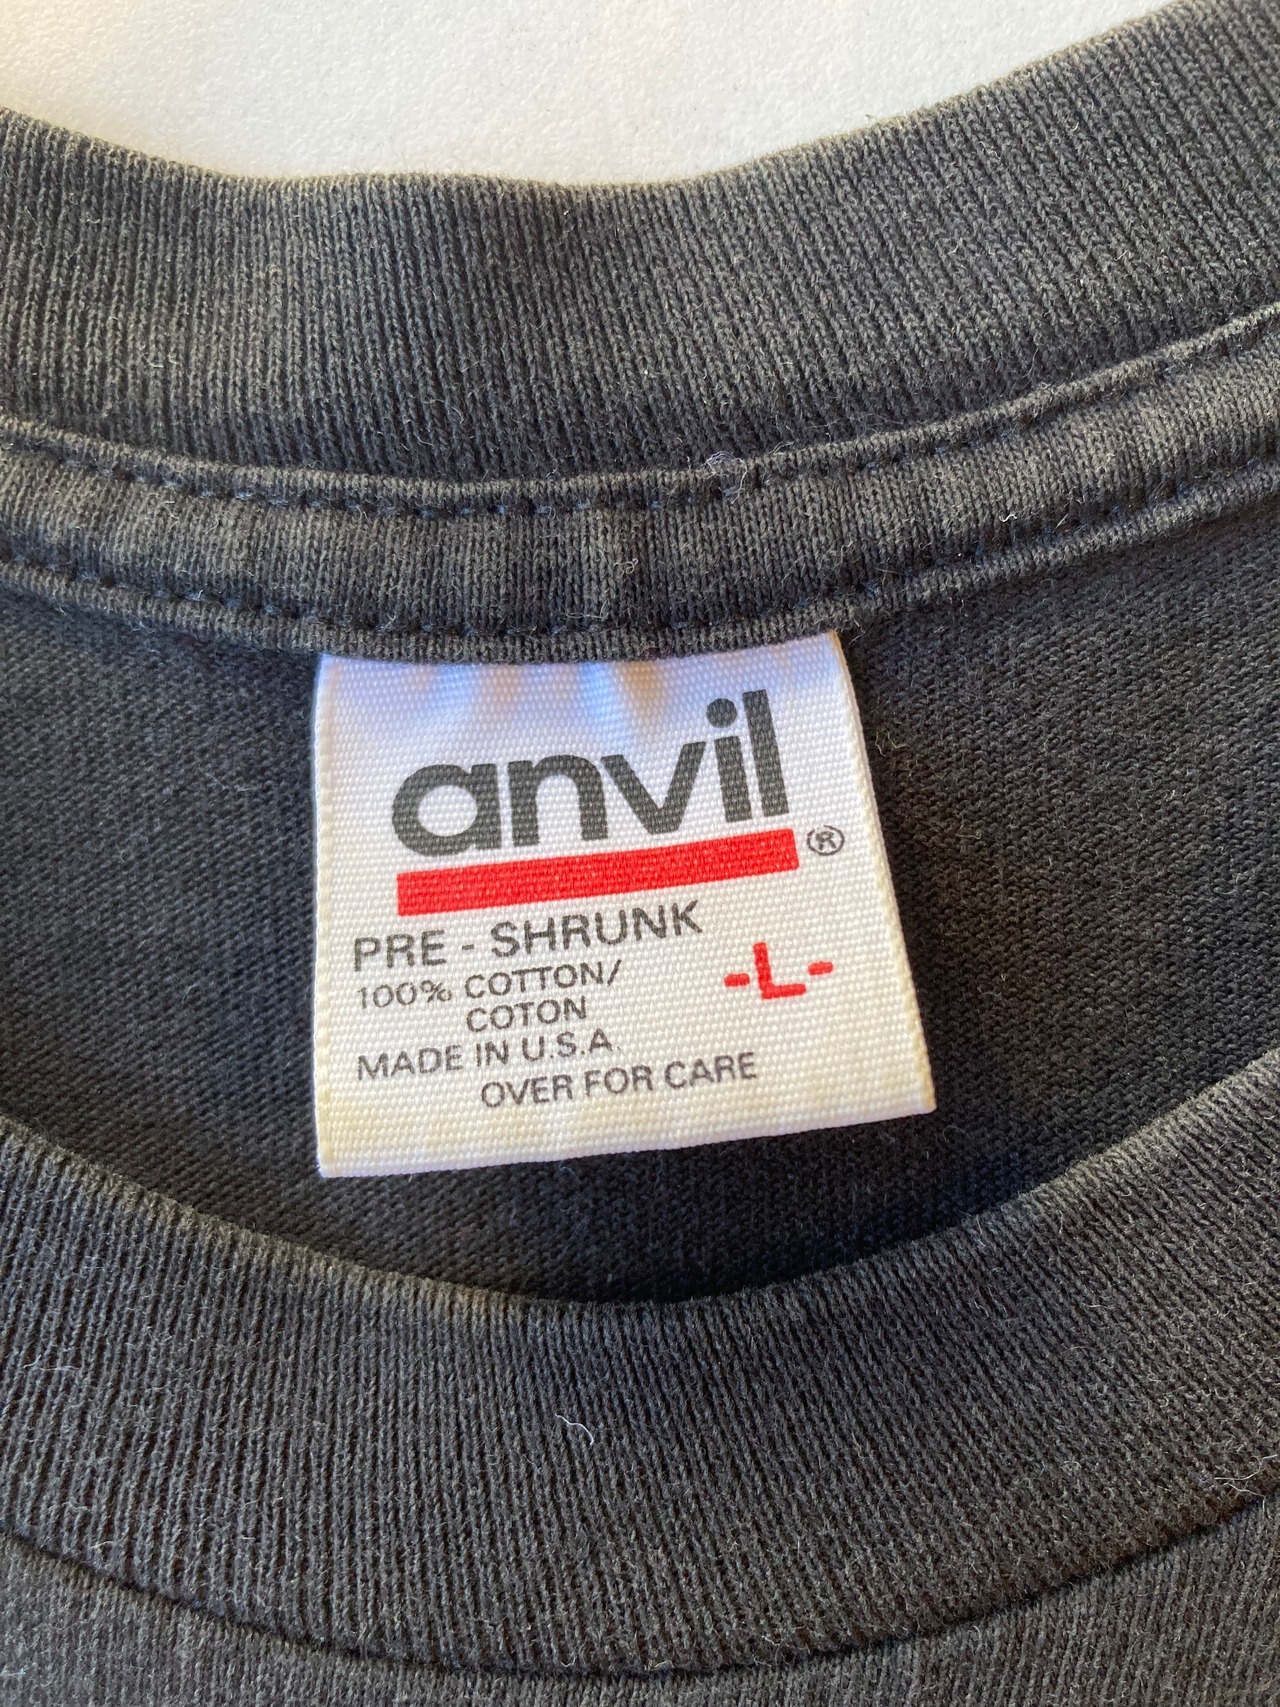 anvil®
PRE - SHRUNK
-L-
100% COTTON/
COTON
MADE IN U.S.A.
OVER FOR CARE